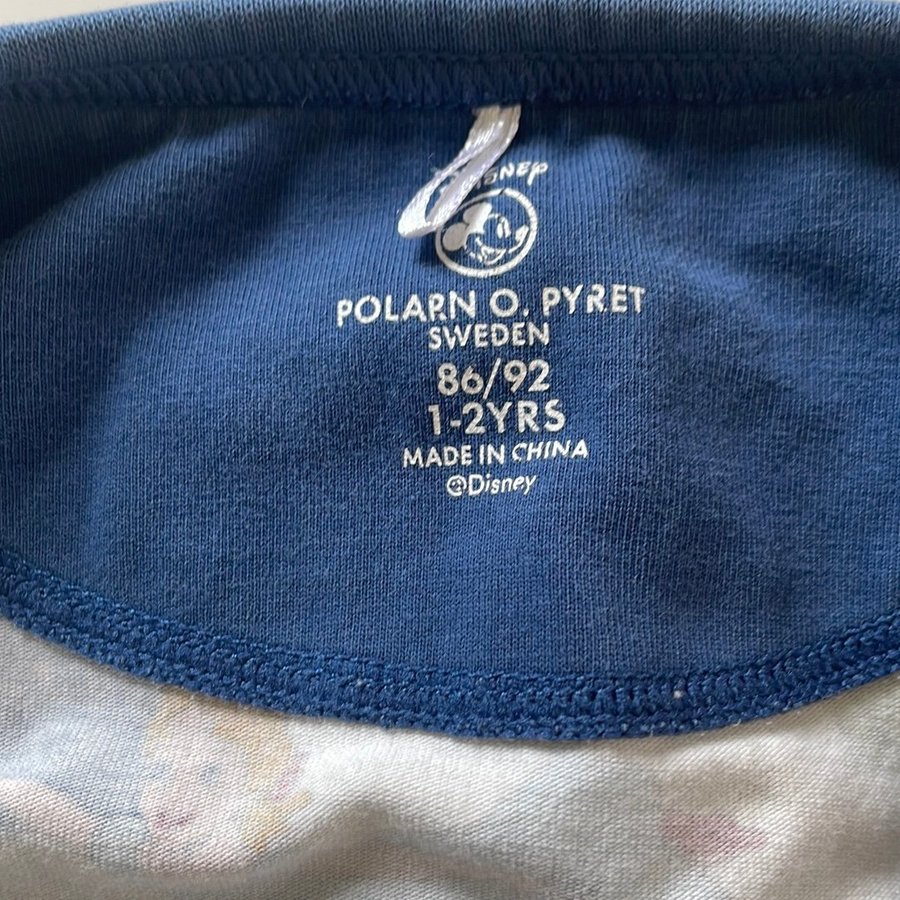 DISNEY
POLARN O. PYRET
SWEDEN
86/92
1-2YRS
MADE IN CHINA
©Disney